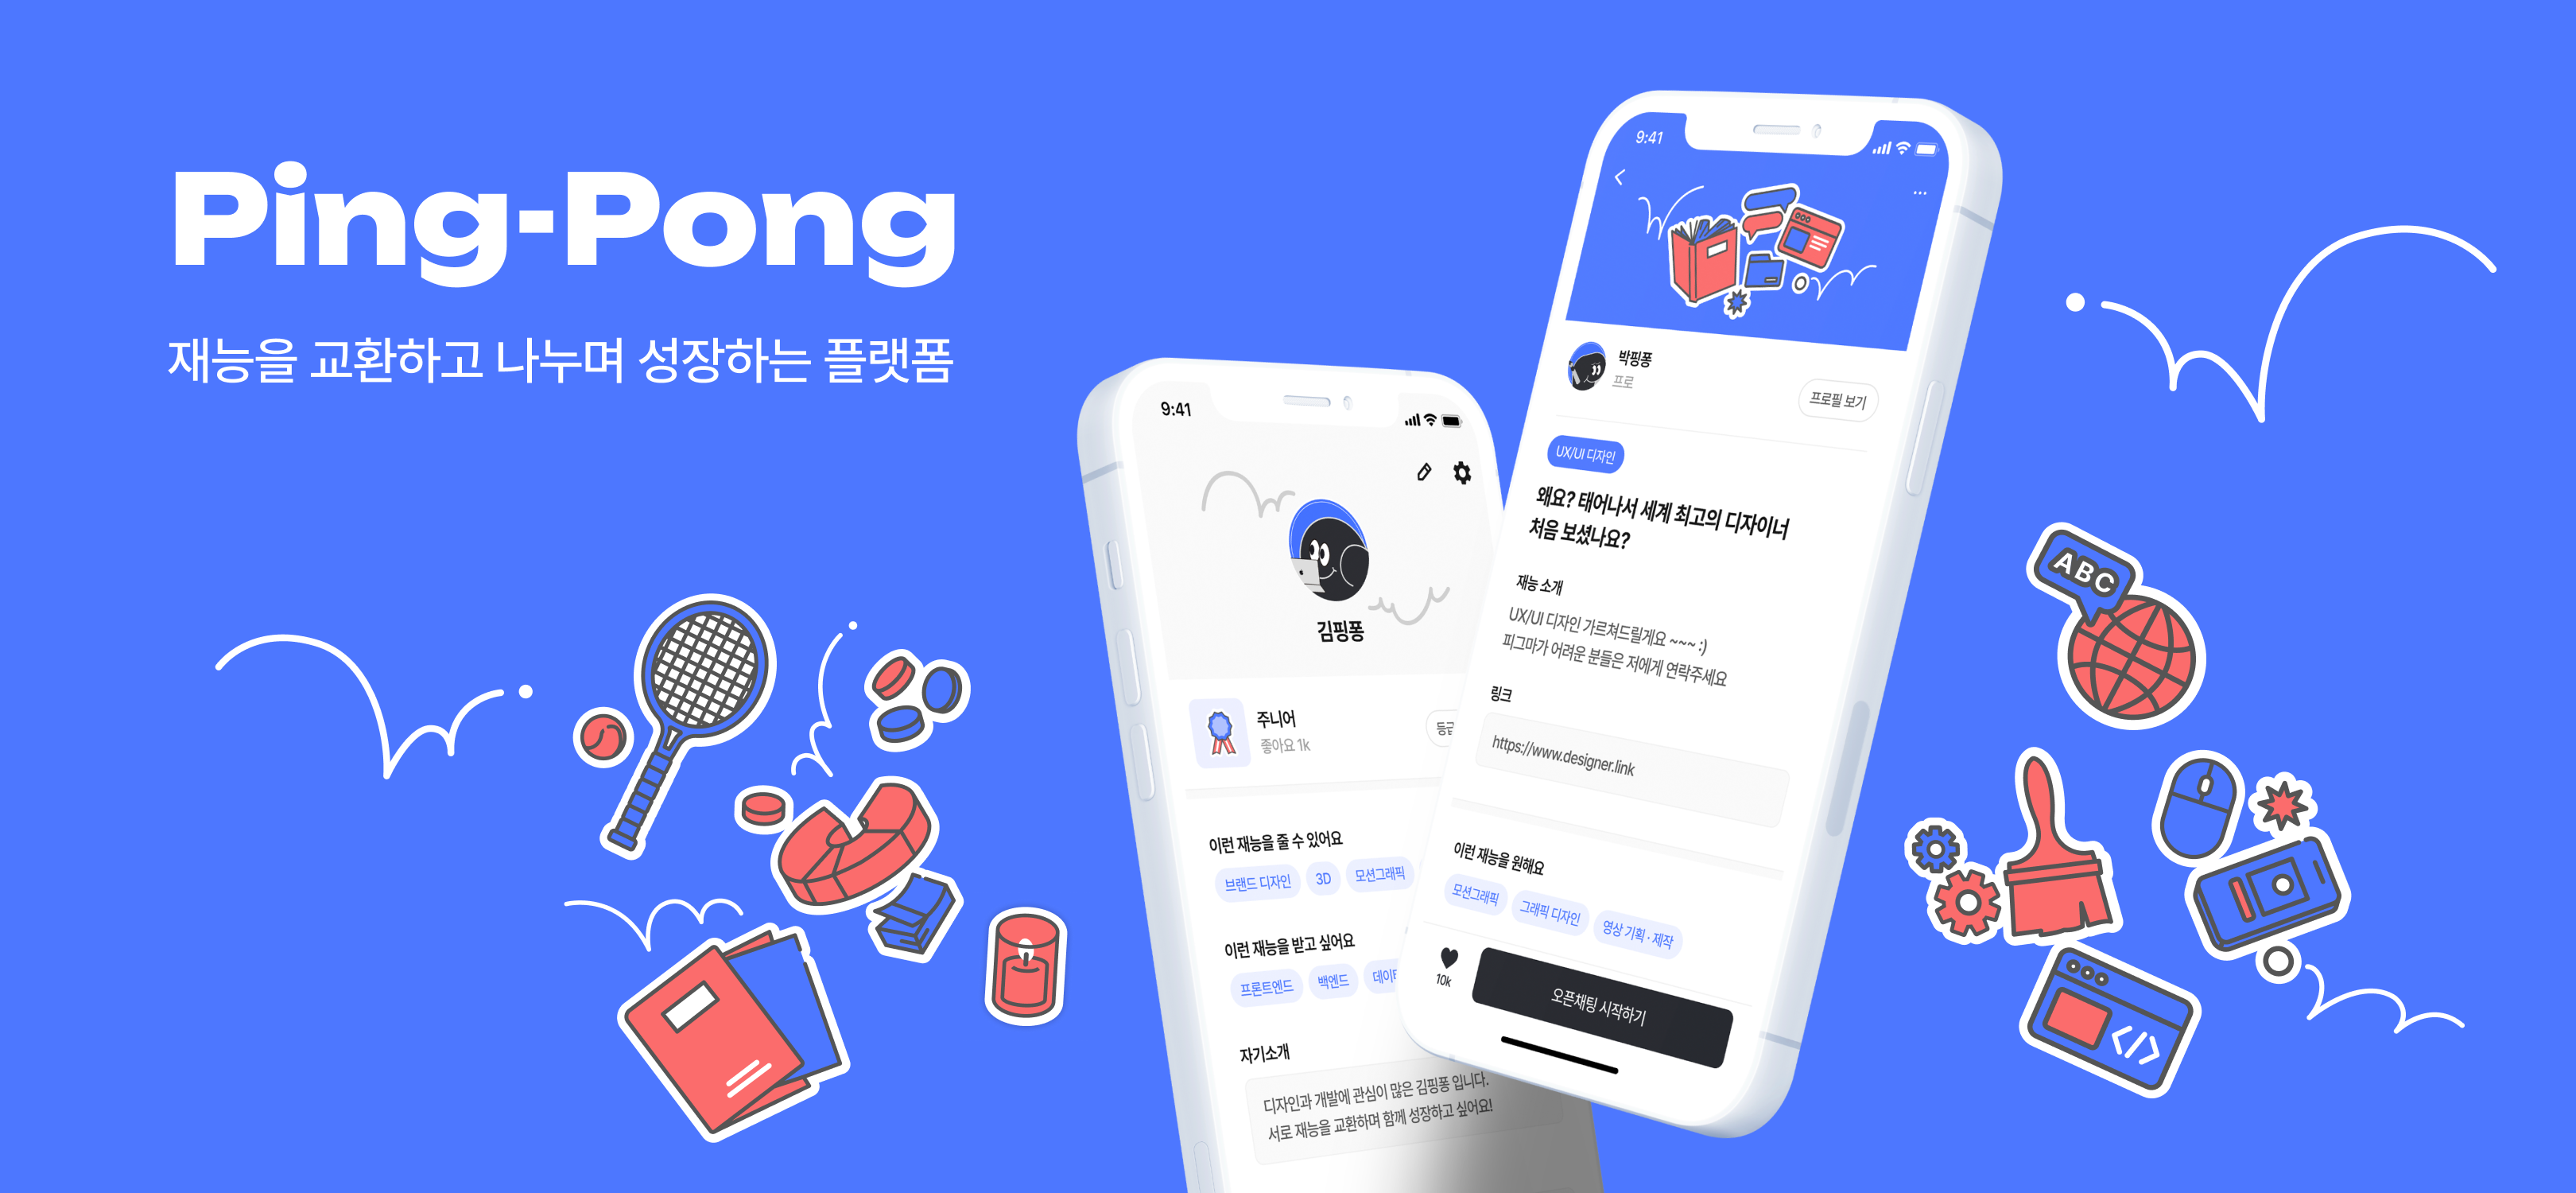 Ping-Pong
재능을 교환하고 나누며 성장하는 플랫폼
9:41
김핑퐁
주니어
좋아요 1k
등급
이런 재능을 줄 수 있어요
브랜드 디자인
3D
모션그래픽
이런 재능을 받고 싶어요
프론트엔드
백엔드
자기소개
디자인과 개발에 관심이 많은 김핑퐁 입니다.
서로 재능을 교환하며 함께 성장하고 싶어요!
9:41
박핑퐁
프로
프로필 보기
UX/UI 디자인
왜요? 태어나서 세계 최고의 디자이너
처음 보셨나요?
재능 소개
UX/UI 디자인 가르쳐드릴게요 ~~~ :)
피그마가 어려운 분들은 저에게 연락주세요
링크
https://www.designer.link
이런 재능을 원해요
모션그래픽
그래픽 디자인
영상 기획 · 제작
10k
오픈채팅 시작하기
ABC
</>